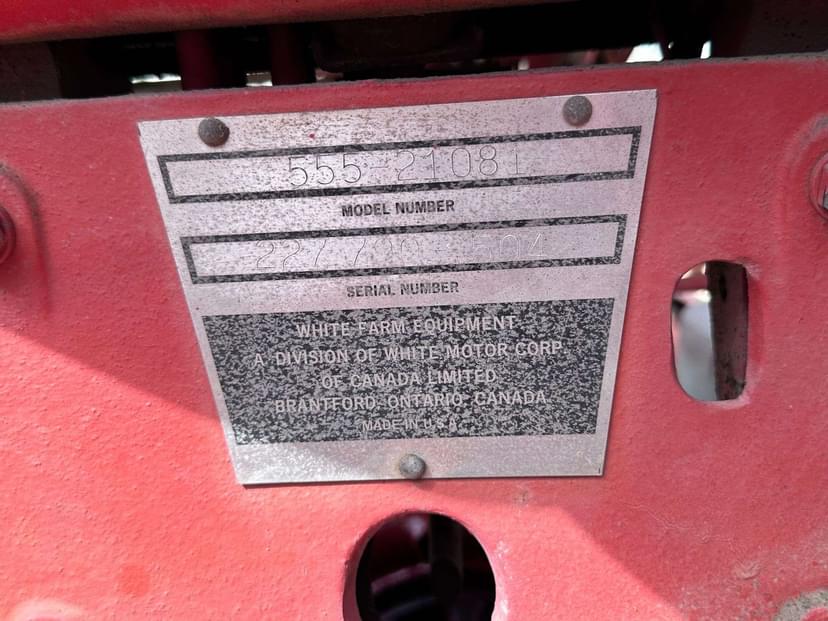 555-21081
MODEL NUMBER
SERIAL NUMBER
WHITE FARM EQUIPMENT
A DIVISION OF WHITE MOTOR CORP.
OF CANADA LIMITED
BRANTFORD, ONTARIO, CANADA
MADE IN U.S.A.